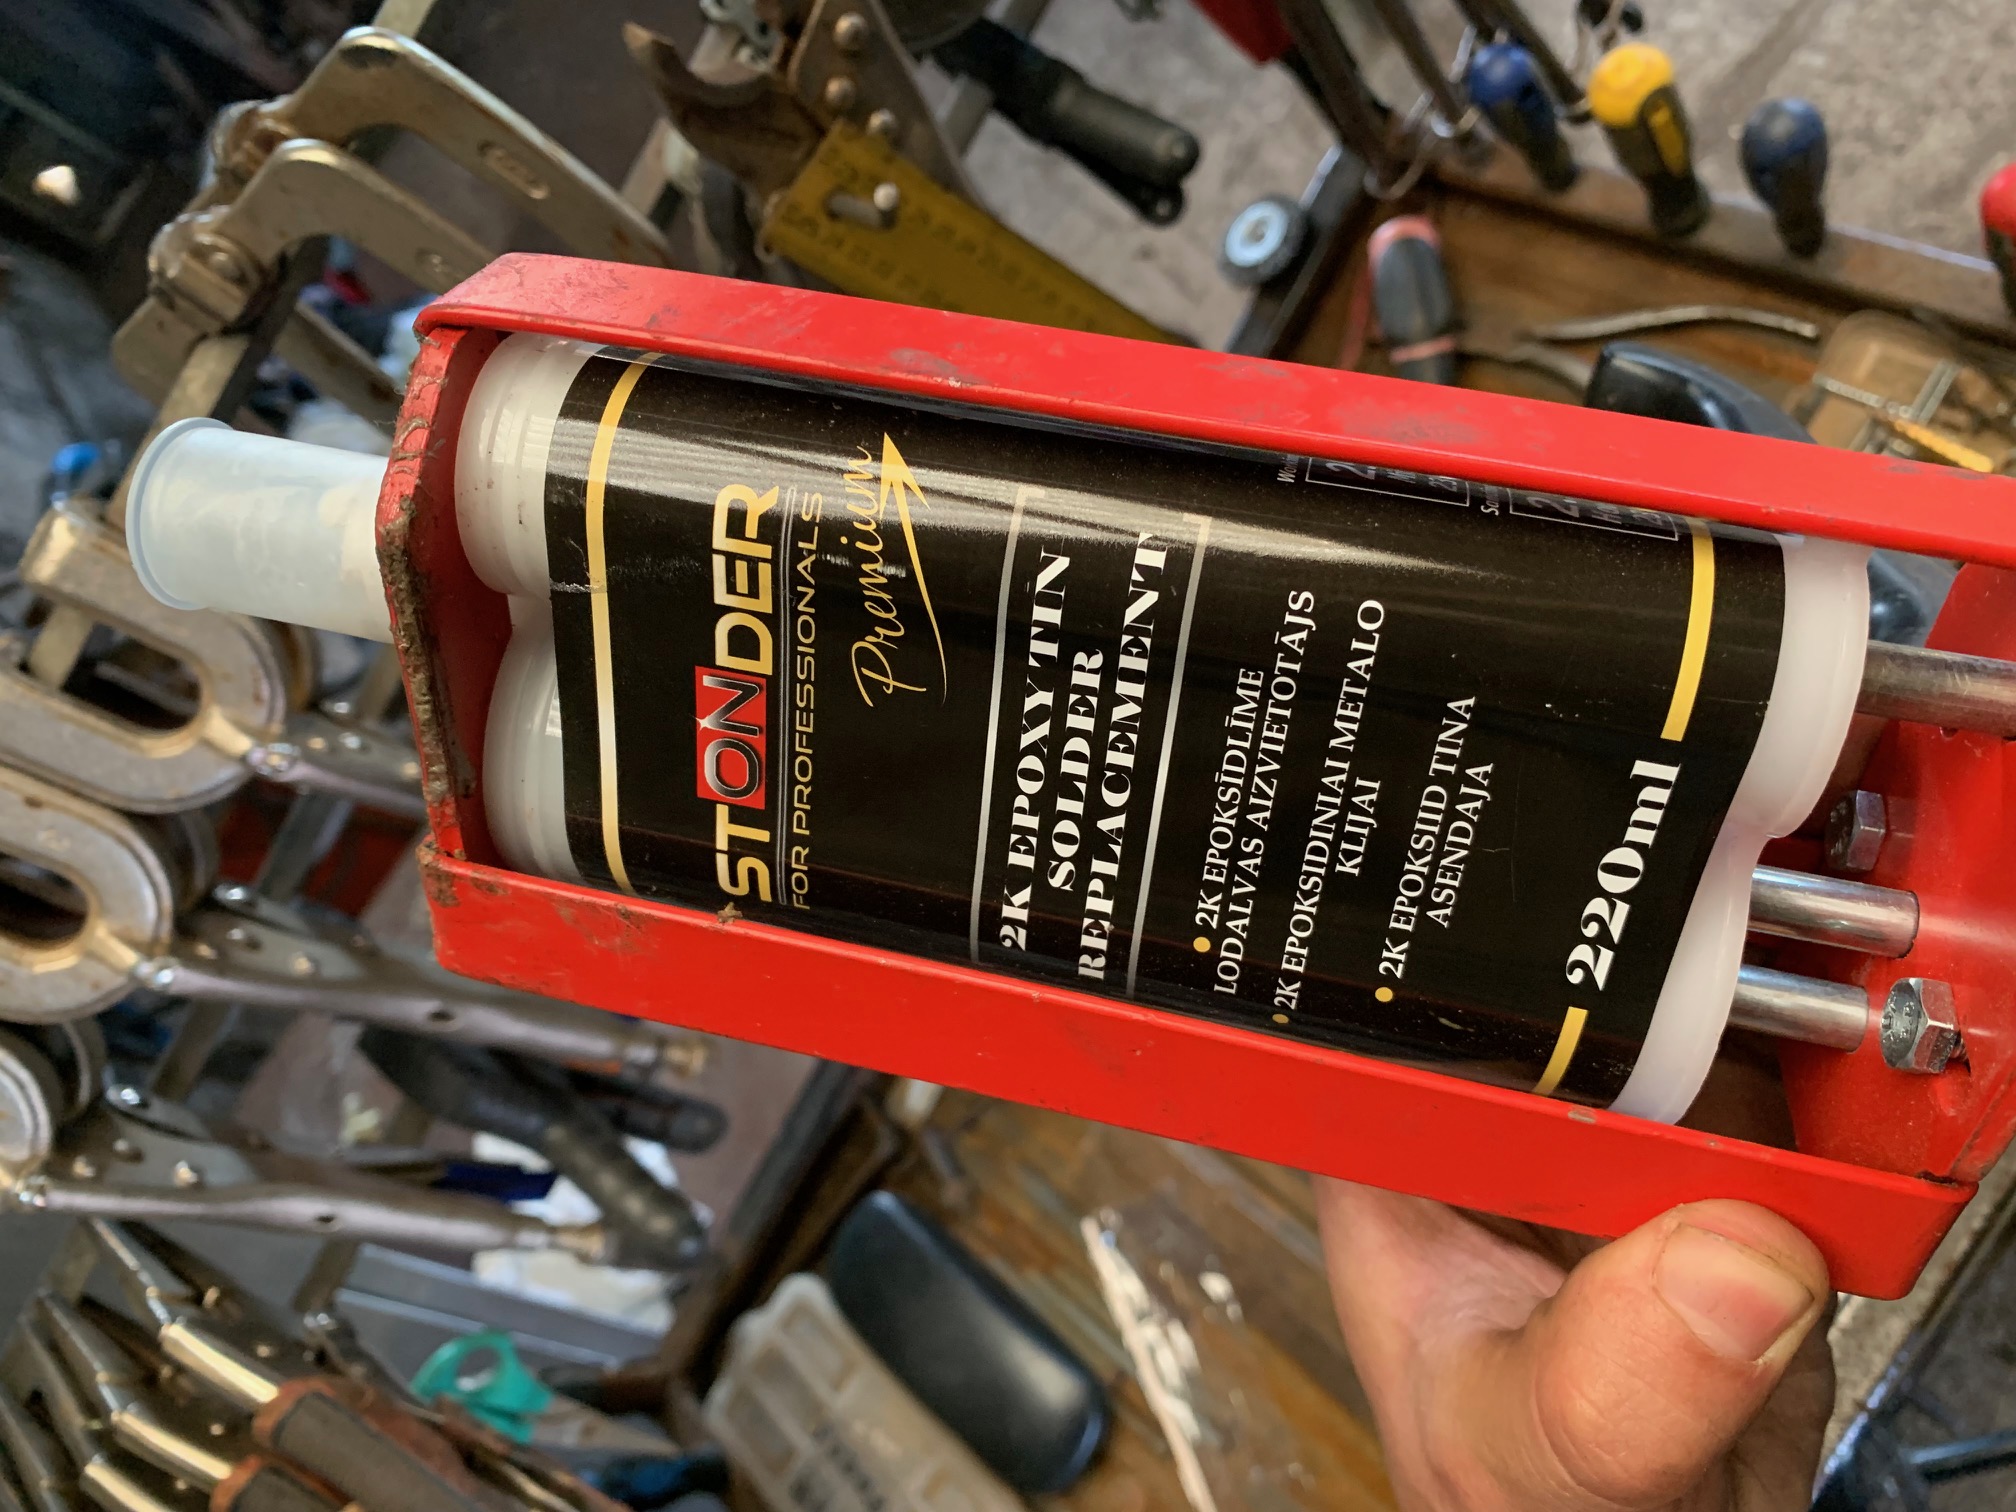 STONDER
FOR PROFESSIONALS
Premium
2K EPOXYTIN
SOLDER
REPLACEMENT
• 2K EPOKSĪDLĪME
LODALVAS AIZVIETOTĀJS
• 2K EPOKSIDINIAI METALO
KLIJAI
• 2K EPOKSIID TINA
ASENDAJA
220ml